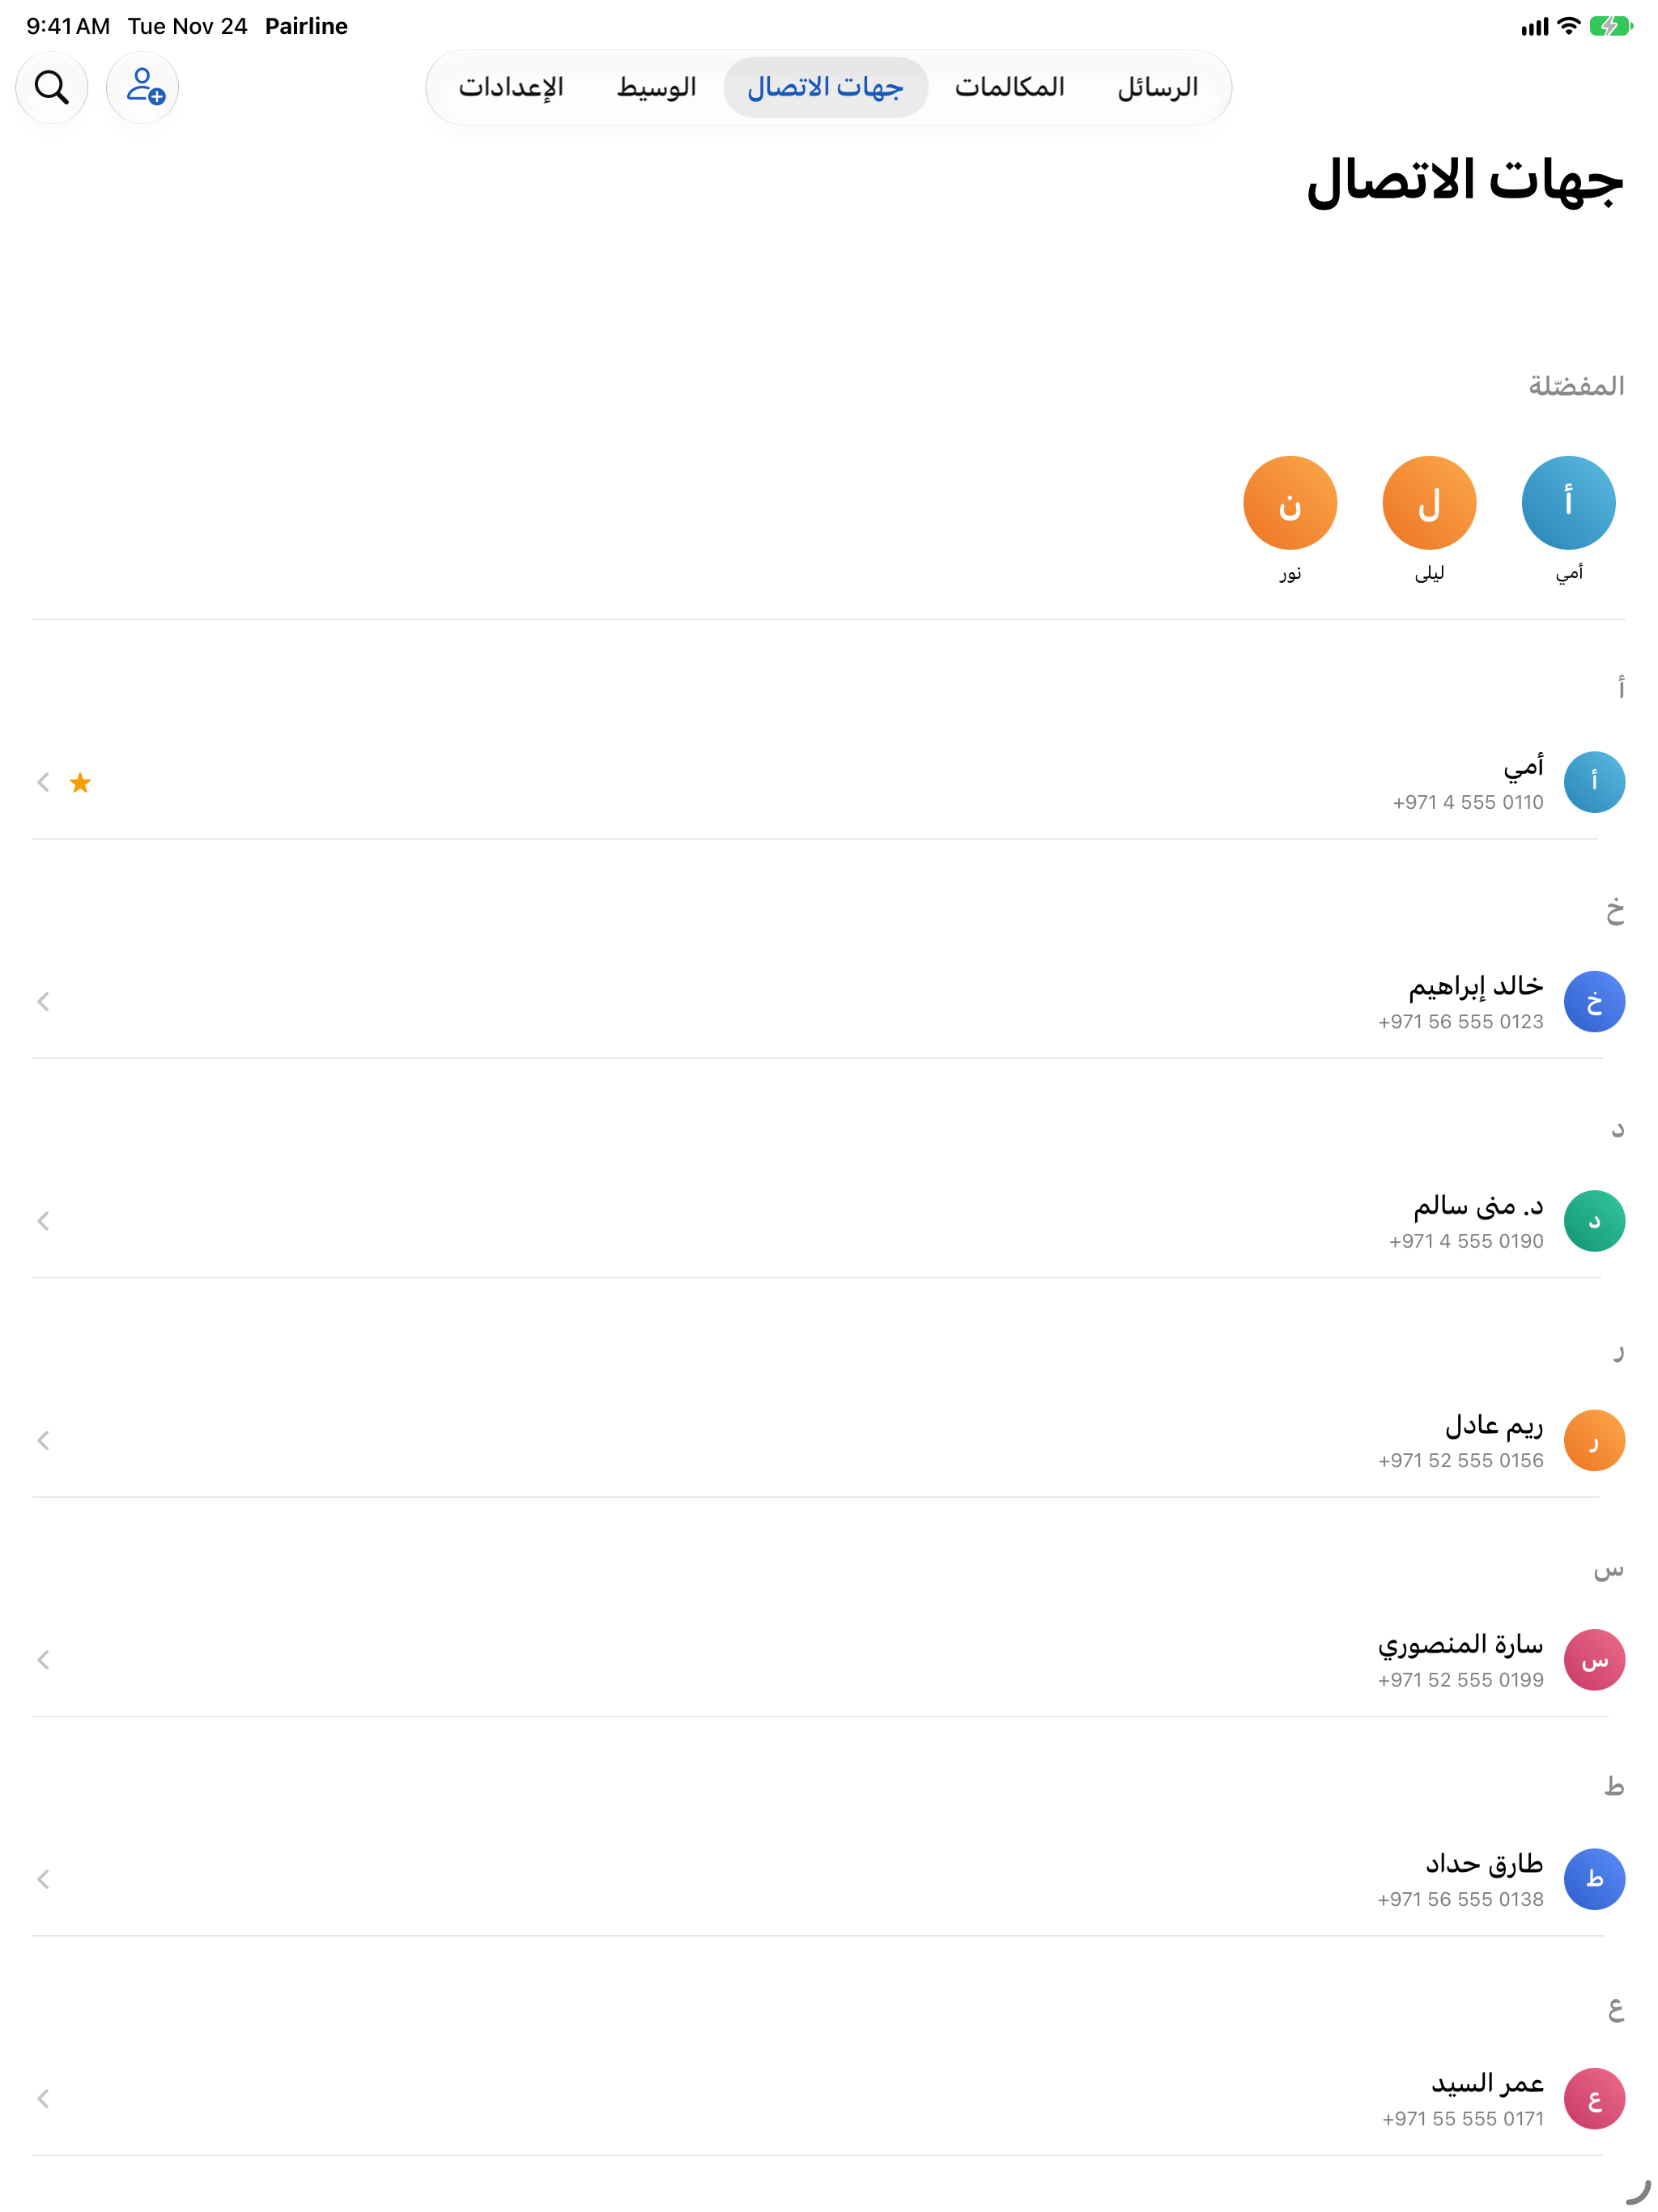 9:41 AM Tue Nov 24 Pairline
الرسائل المكالمات جهات الاتصال الوسيط الإعدادات
جهات الاتصال
المفضّلة
أ ل ن
أمي ليلى نور
أ
أ
أمي
+971 4 555 0110
خ
خ
خالد إبراهيم
+971 56 555 0123
د
د
د. منى سالم
+971 4 555 0190
ر
ر
ريم عادل
+971 52 555 0156
س
س
سارة المنصوري
+971 52 555 0199
ط
ط
طارق حداد
+971 56 555 0138
ع
ع
عمر السيد
+971 55 555 0171